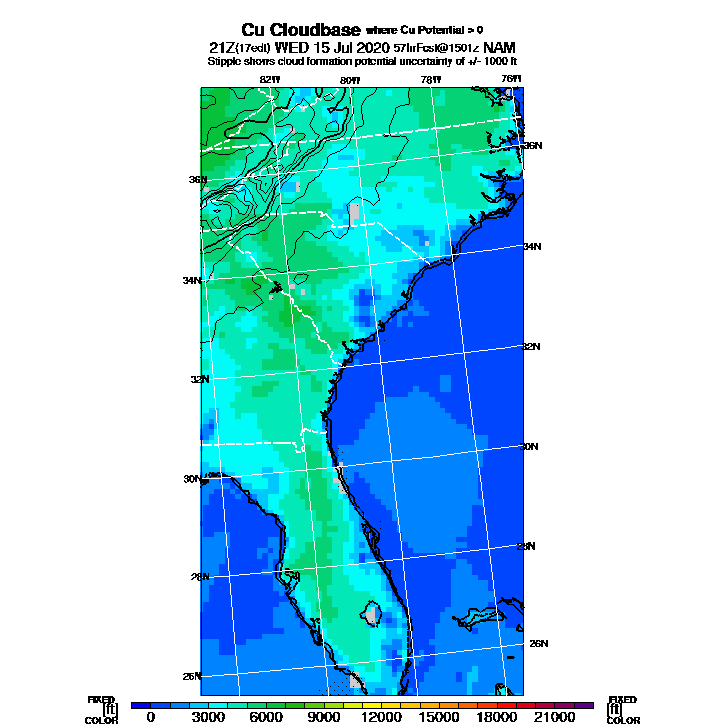 Cu Cloudbase where Cu Potential > 0
21Z(17edt) WED 15 Jul 2020 57hrFcst@1501z NAM
Stipple shows cloud formation potential uncertainty of +/- 1000 ft
82W 80W 78W 76W
36N 36N
34N 34N
32N 32N
30N 30N
28N 28N
26N 26N
FIXED FIXED
[ft] 0 3000 6000 9000 12000 15000 18000 21000 [ft]
COLOR COLOR